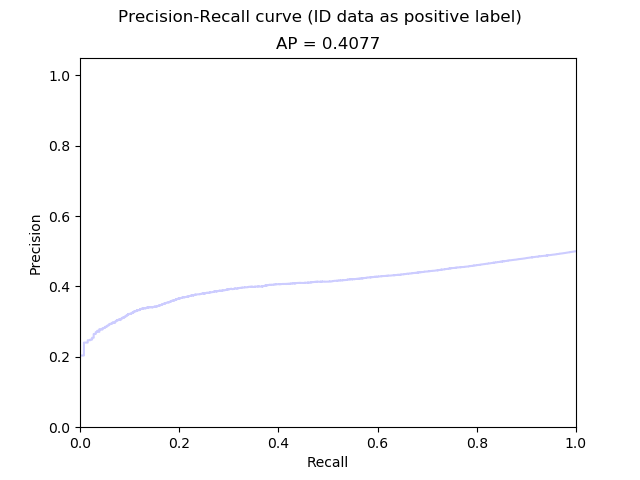 Precision-Recall curve (ID data as positive label)
AP = 0.4077
1.0
0.8
0.6
0.4
0.2
0.0
Precision
0.0 0.2 0.4 0.6 0.8 1.0
Recall